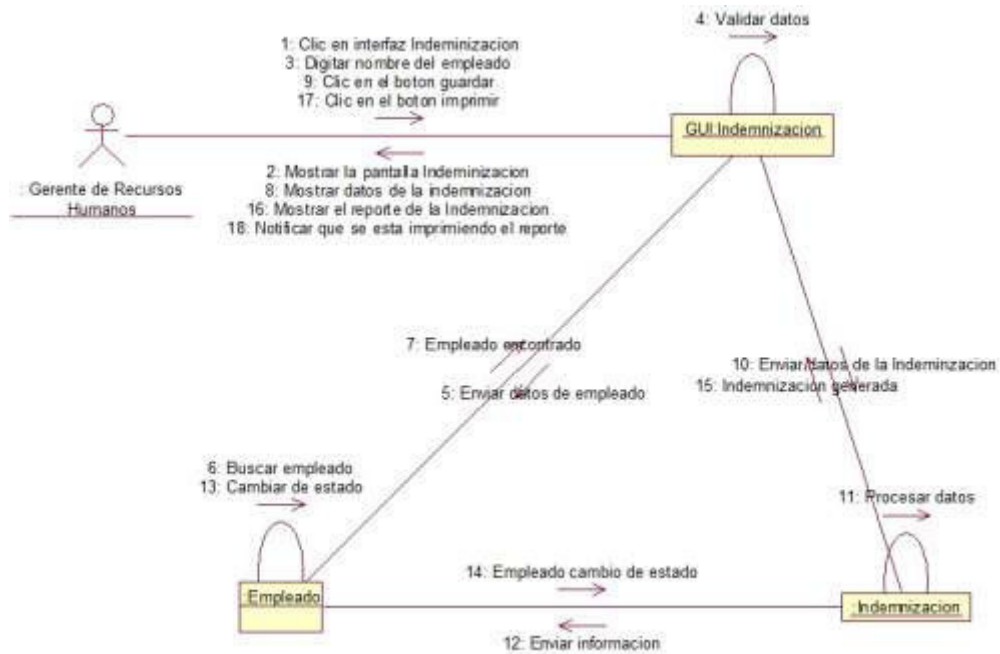 4: Validar datos
1: Clic en interfaz Indeminizacion
3: Digitar nombre del empleado
9: Clic en el boton guardar
17: Clic en el boton imprimir
GUI:Indemnizacion
2: Mostrar la pantalla Indeminizacion
8: Mostrar datos de la indemnizacion
16: Mostrar el reporte de la Indemnizacion
18: Notificar que se esta imprimiendo el reporte
: Gerente de Recursos
Humanos
7: Empleado encontrado
5: Enviar datos de empleado
10: Enviar datos de la Indeminzacion
15: Indemnizacion generada
6: Buscar empleado
13: Cambiar de estado
11: Procesar datos
14: Empleado cambio de estado
:Empleado
:Indemnizacion
12: Enviar informacion